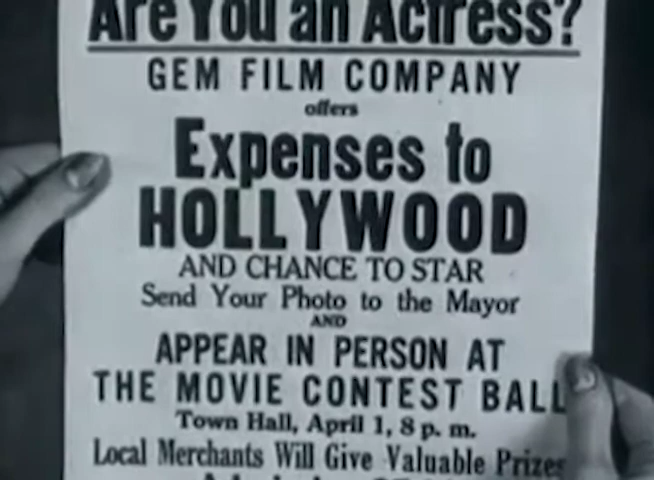 Are You an Actress?
GEM FILM COMPANY
offers
Expenses to
HOLLYWOOD
AND CHANCE TO STAR
Send Your Photo to the Mayor
AND
APPEAR IN PERSON AT
THE MOVIE CONTEST BALL
Town Hall, April 1, 8 p. m.
Local Merchants Will Give Valuable Prizes